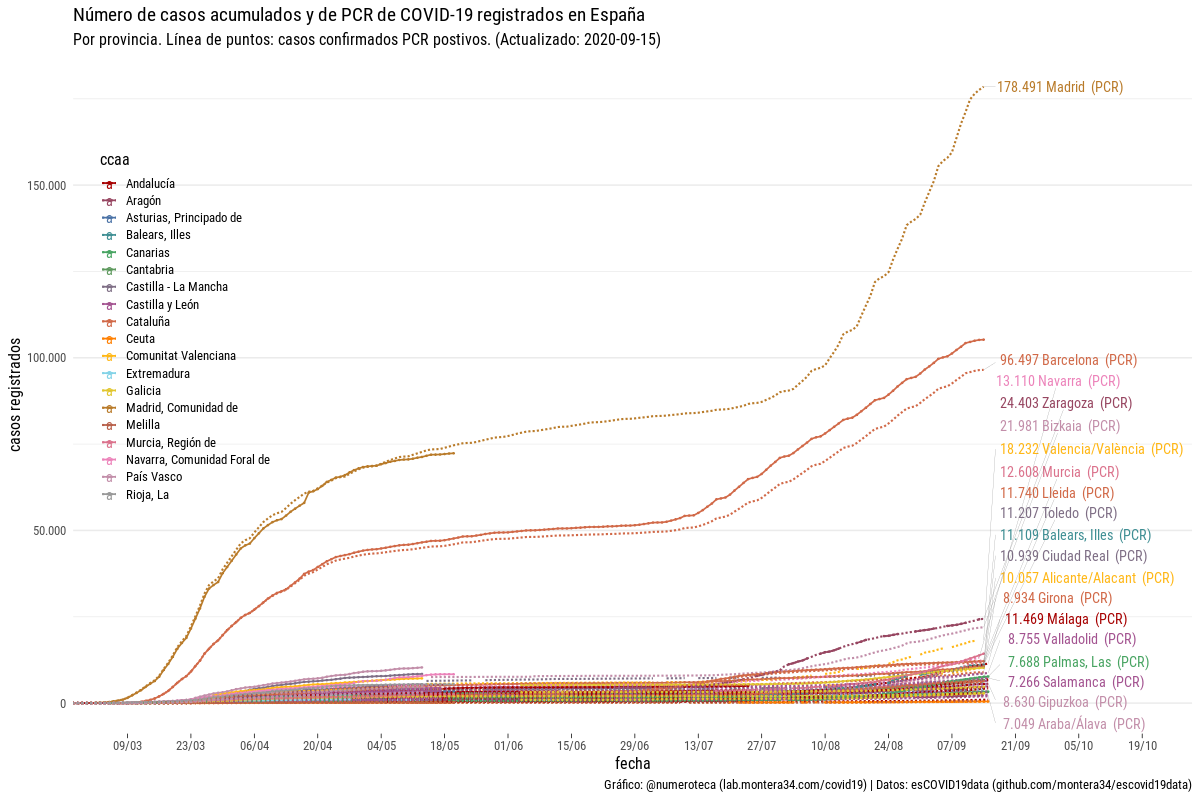 Número de casos acumulados y de PCR de COVID-19 registrados en España
Por provincia. Línea de puntos: casos confirmados PCR postivos. (Actualizado: 2020-09-15)
casos registrados
150.000
100.000
50.000
0
ccaa
Andalucía
Aragón
Asturias, Principado de
Balears, Illes
Canarias
Cantabria
Castilla - La Mancha
Castilla y León
Cataluña
Ceuta
Comunitat Valenciana
Extremadura
Galicia
Madrid, Comunidad de
Melilla
Murcia, Región de
Navarra, Comunidad Foral de
País Vasco
Rioja, La
178.491 Madrid (PCR)
96.497 Barcelona (PCR)
13.110 Navarra (PCR)
24.403 Zaragoza (PCR)
21.981 Bizkaia (PCR)
18.232 Valencia/València (PCR)
12.608 Murcia (PCR)
11.740 Lleida (PCR)
11.207 Toledo (PCR)
11.109 Balears, Illes (PCR)
10.939 Ciudad Real (PCR)
10.057 Alicante/Alacant (PCR)
8.934 Girona (PCR)
11.469 Málaga (PCR)
8.755 Valladolid (PCR)
7.688 Palmas, Las (PCR)
7.266 Salamanca (PCR)
8.630 Gipuzkoa (PCR)
7.049 Araba/Álava (PCR)
09/03 23/03 06/04 20/04 04/05 18/05 01/06 15/06 29/06 13/07 27/07 10/08 24/08 07/09 21/09 05/10 19/10
fecha
Gráfico: @numeroteca (lab.montera34.com/covid19) | Datos: esCOVID19data (github.com/montera34/escovid19data)